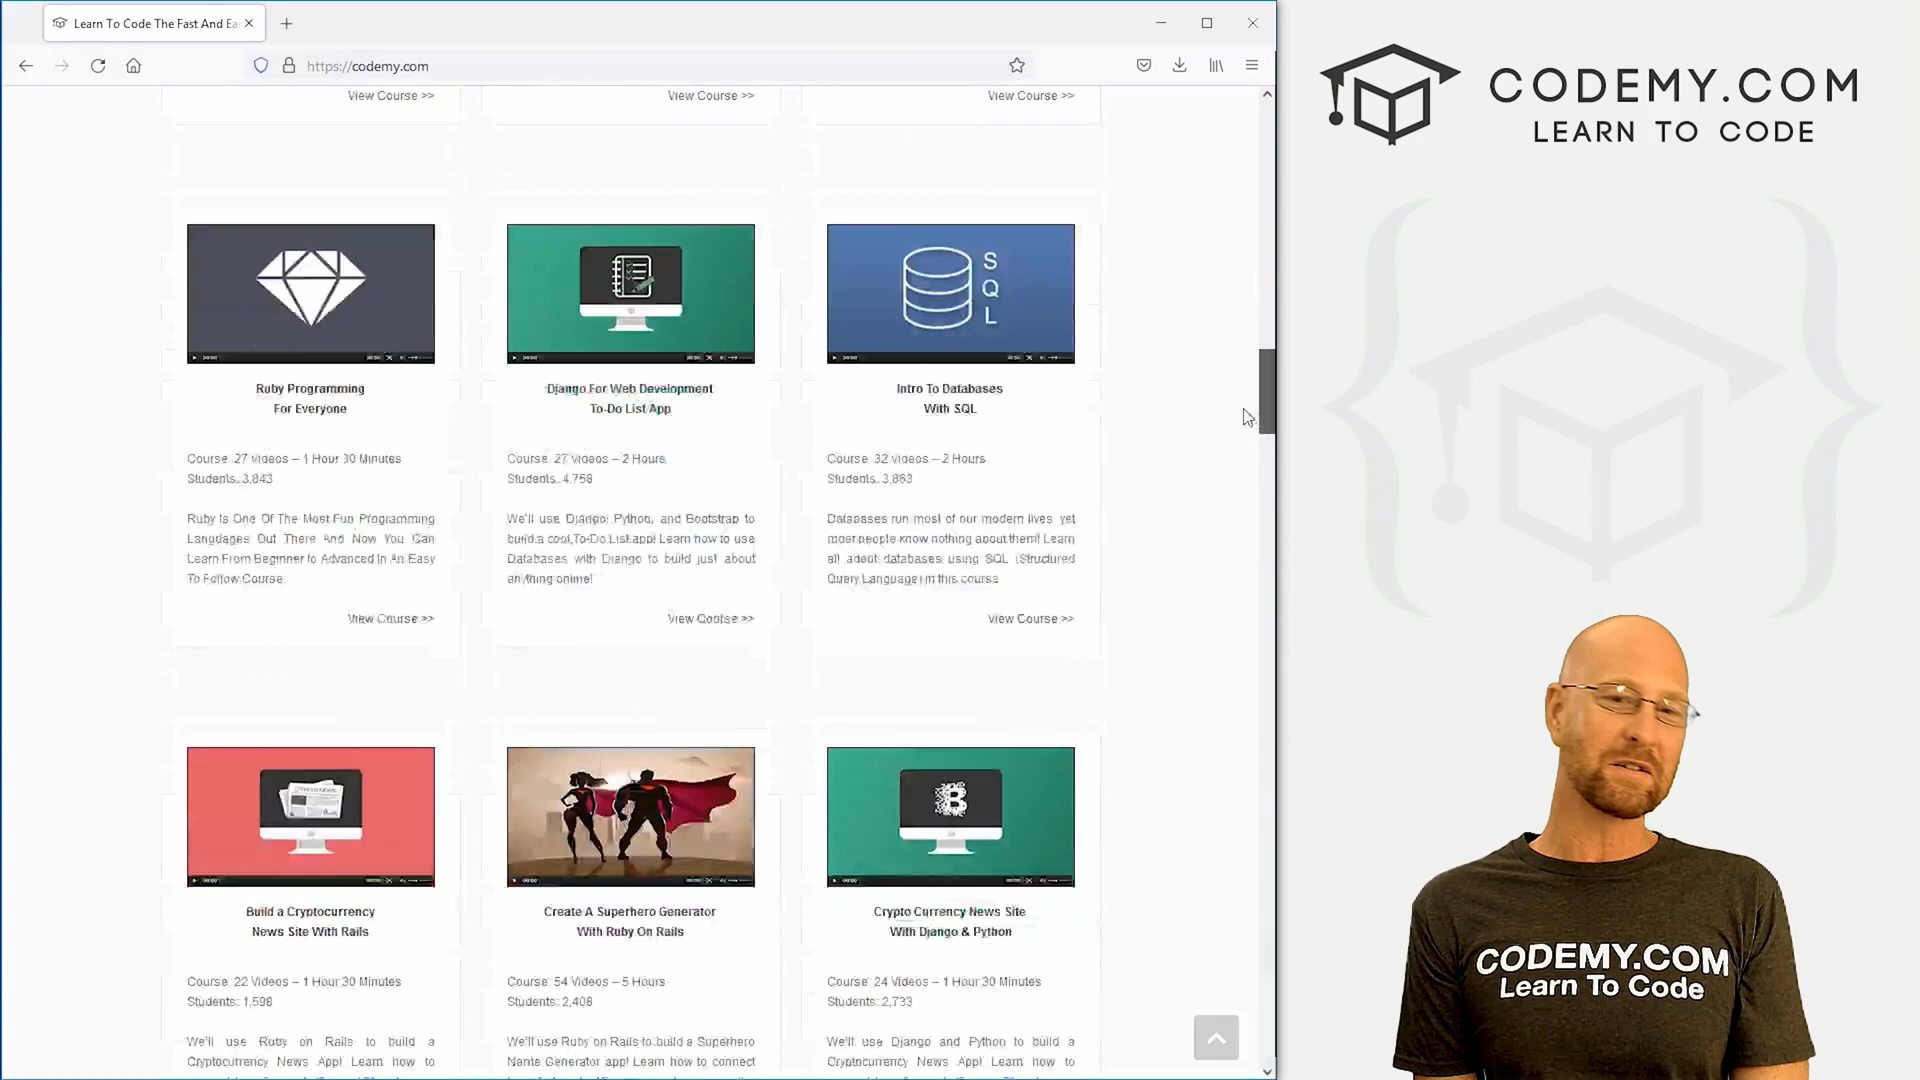 Learn To Code The Fast And Ea
https://codemy.com
CODEMY.COM
LEARN TO CODE
View Course >>
View Course >>
View Course >>
S
Q
L
Ruby Programming
For Everyone
Django For Web Development
To-Do List App
Intro To Databases
With SQL
Course: 27 Videos – 1 Hour 30 Minutes
Students: 3,843
Course: 27 Videos – 2 Hours
Students: 4,758
Course: 32 Videos – 2 Hours
Students: 3,863
Ruby Is One Of The Most Fun Programming
Languages Out There And Now You Can
Learn From Beginner to Advanced In An Easy
To Follow Course
We'll use Django, Python, and Bootstrap to
build a cool To-Do List app! Learn how to use
Databases with Django to build just about
anything online!
Databases run most of our modern lives yet
most people know nothing about them! Learn
all about databases using SQL (Structured
Query Language) in this course
View Course >>
View Course >>
View Course >>
Build a Cryptocurrency
News Site With Rails
Create A Superhero Generator
With Ruby On Rails
Crypto Currency News Site
With Django & Python
Course: 22 Videos – 1 Hour 30 Minutes
Students: 1,598
Course: 54 Videos – 5 Hours
Students: 2,408
Course: 24 Videos – 1 Hour 30 Minutes
Students: 2,733
We'll use Ruby on Rails to build a
Cryptocurrency News App! Learn how to
We'll use Ruby on Rails to build a Superhero
Name Generator app! Learn how to connect
We'll use Django and Python to build a
Cryptocurrency News App! Learn how to
CODEMY.COM
Learn To Code